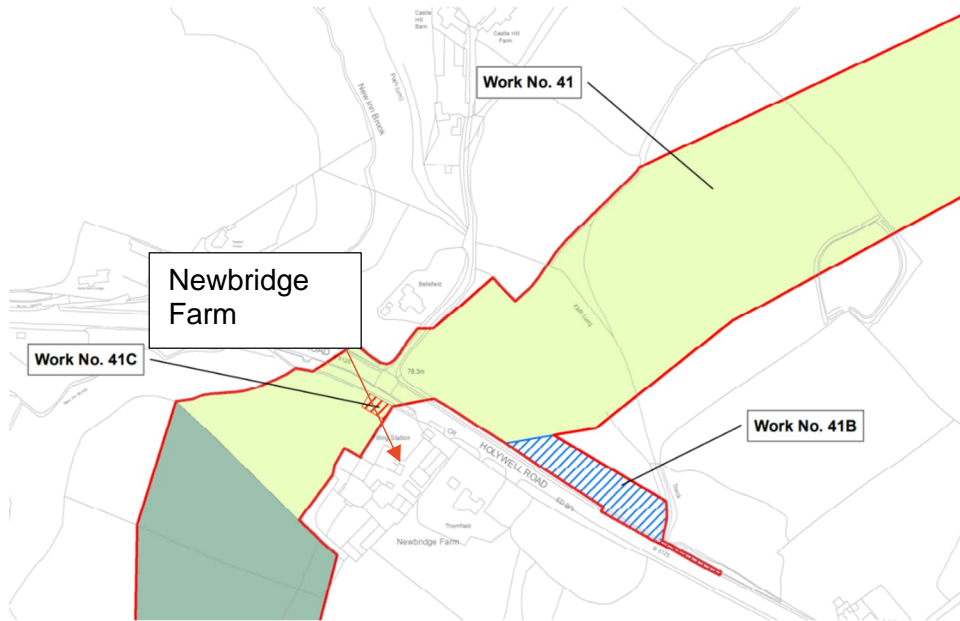 Castle
Hill
Barn
Castle Hill
Farm
Work No. 41
New Inn Brook
Path (um)
Newbridge
Farm
Bellsfield
Path (um)
Work No. 41C
ROAD
78.3m
Work No. 41B
CR
HOLYWELL ROAD
Track
Thornfield
Newbridge Farm